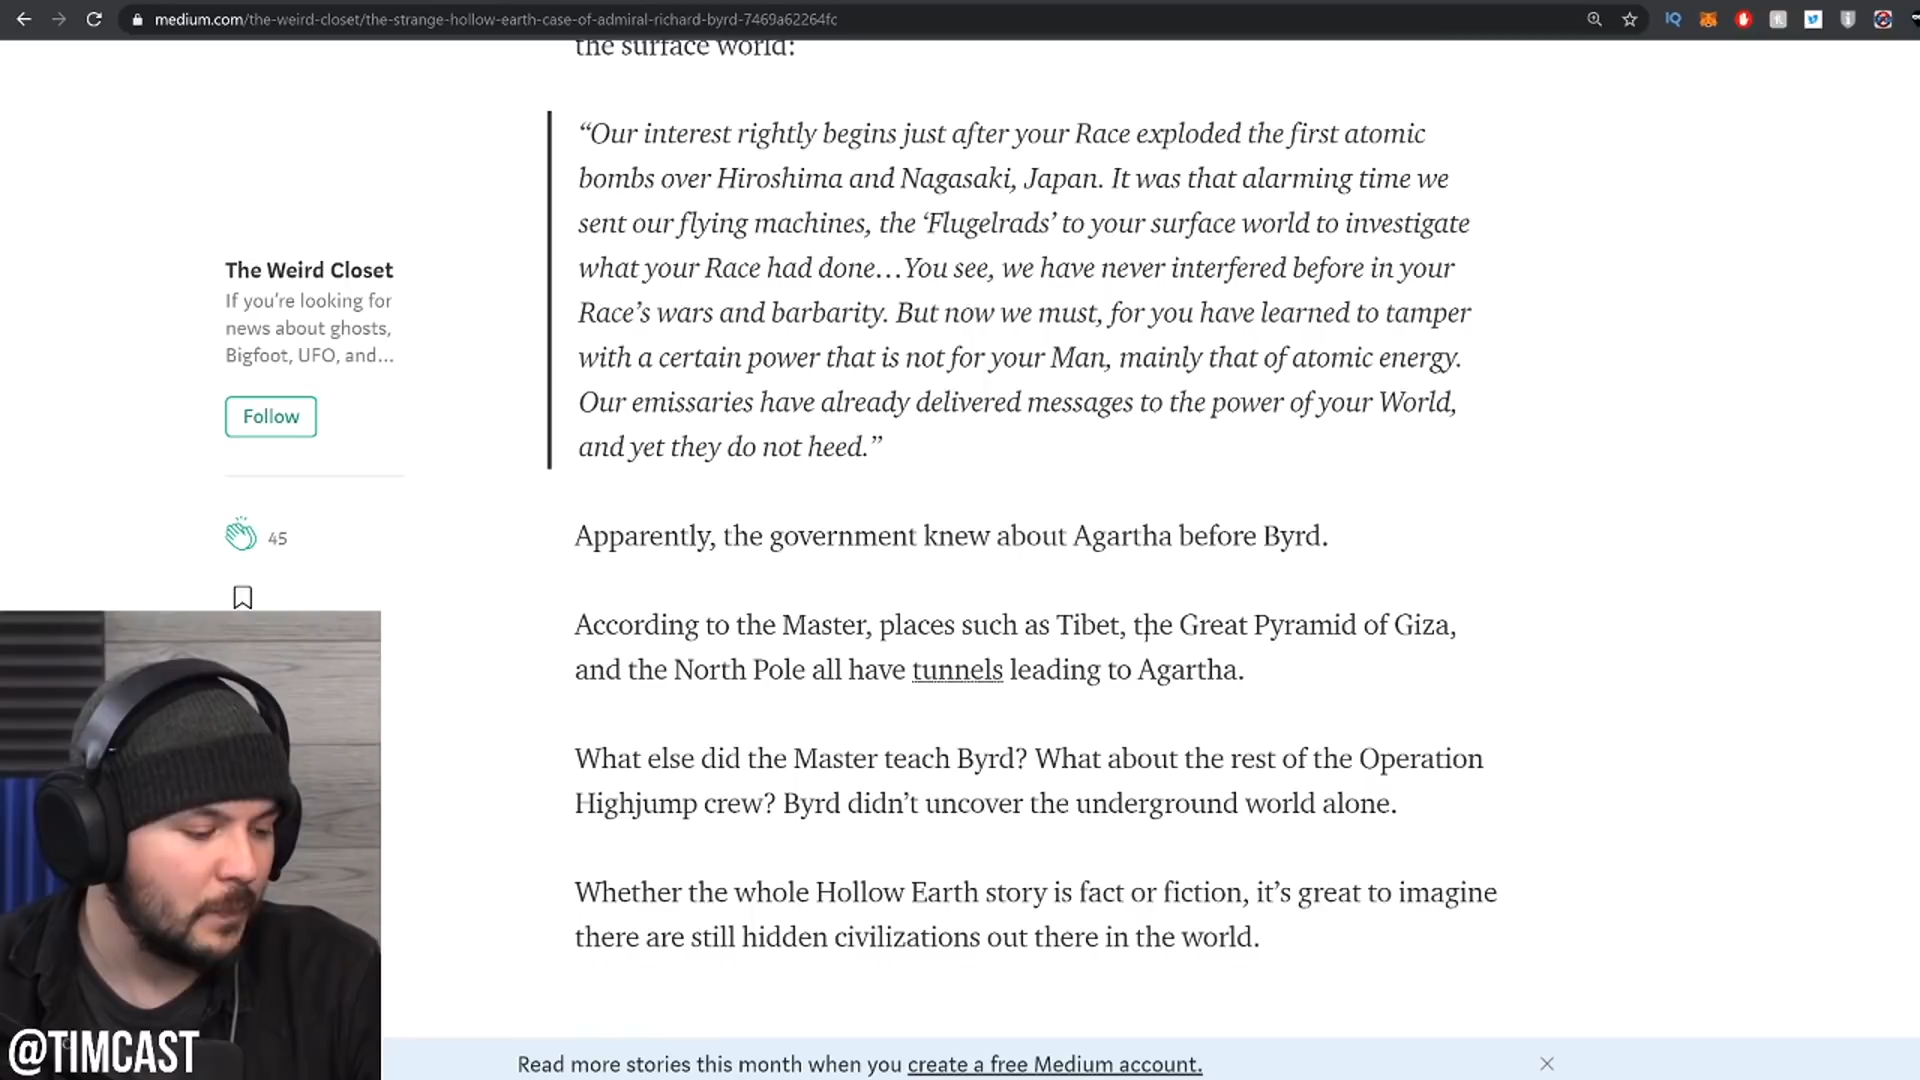 medium.com/the-weird-closet/the-strange-hollow-earth-case-of-admiral-richard-byrd-7469a62264fc
the surface world:
“Our interest rightly begins just after your Race exploded the first atomic
bombs over Hiroshima and Nagasaki, Japan. It was that alarming time we
sent our flying machines, the ‘Flugelrads’ to your surface world to investigate
what your Race had done…You see, we have never interfered before in your
Race’s wars and barbarity. But now we must, for you have learned to tamper
with a certain power that is not for your Man, mainly that of atomic energy.
Our emissaries have already delivered messages to the power of your World,
and yet they do not heed.”
The Weird Closet
If you’re looking for
news about ghosts,
Bigfoot, UFO, and…
Follow
45
Apparently, the government knew about Agartha before Byrd.
According to the Master, places such as Tibet, the Great Pyramid of Giza,
and the North Pole all have tunnels leading to Agartha.
What else did the Master teach Byrd? What about the rest of the Operation
Highjump crew? Byrd didn’t uncover the underground world alone.
Whether the whole Hollow Earth story is fact or fiction, it’s great to imagine
there are still hidden civilizations out there in the world.
@TIMCAST
Read more stories this month when you create a free Medium account.